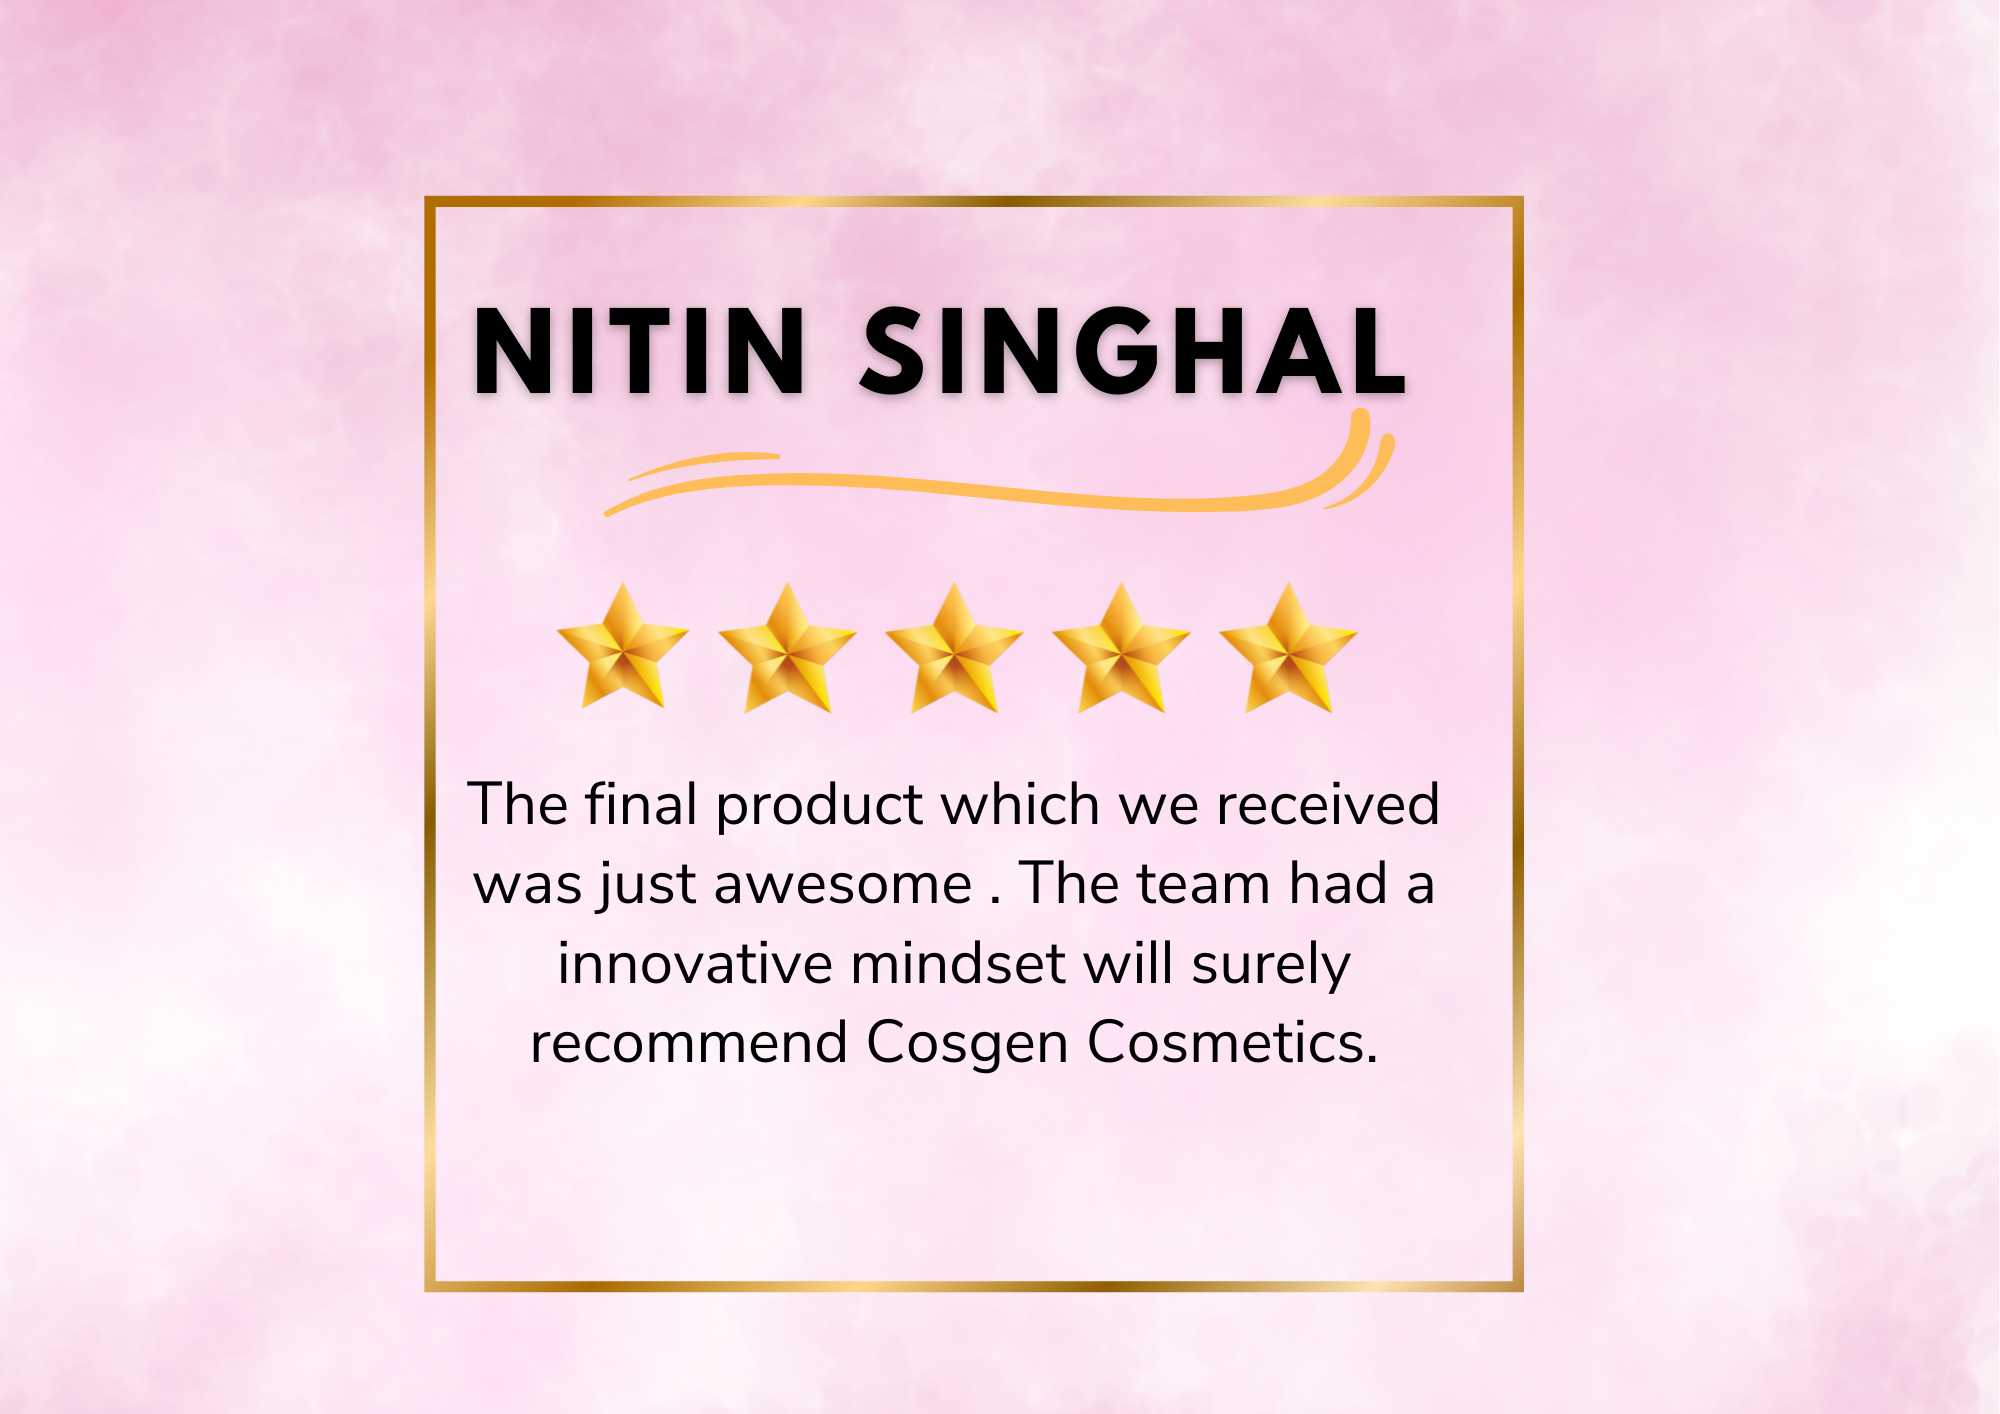 NITIN SINGHAL
The final product which we received
was just awesome . The team had a
innovative mindset will surely
recommend Cosgen Cosmetics.